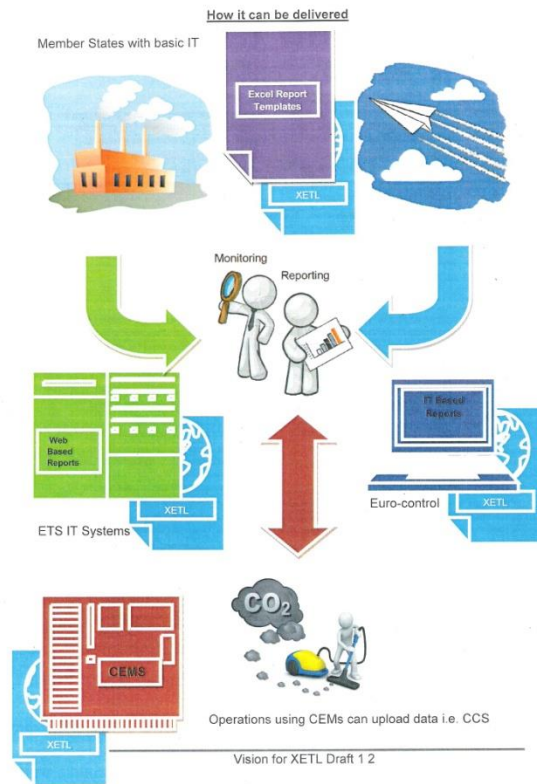 How it can be delivered
Member States with basic IT
Excel Report
Templates
XETL
Monitoring
Reporting
Web
Based
Reports
XETL
ETS IT Systems
IT Based
Reports
Euro-control
XETL
CO2
CEMS
XETL
Operations using CEMs can upload data i.e. CCS
Vision for XETL Draft 1 2